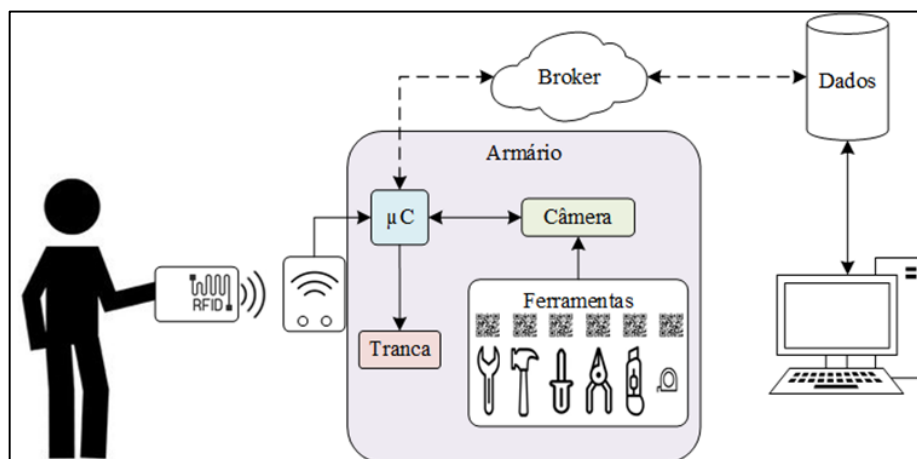 Broker
Dados
Armário
µC
Câmera
RFID
Ferramentas
Tranca